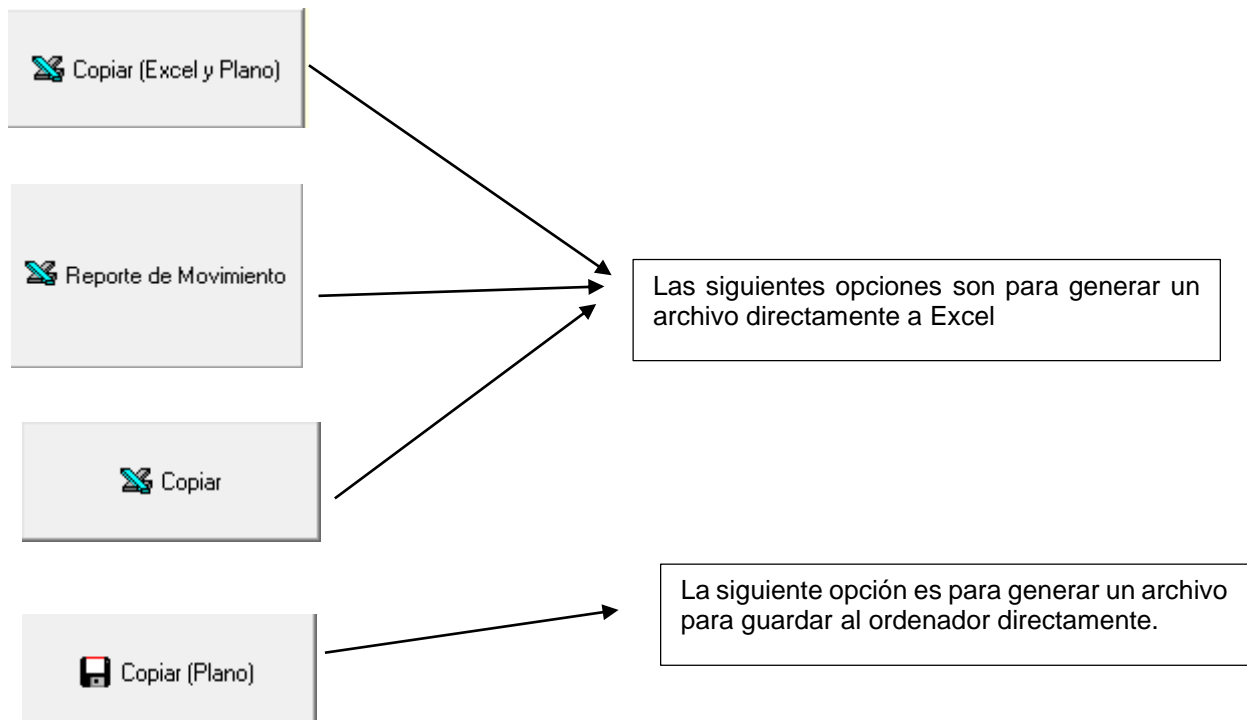 Copiar (Excel y Plano)
Reporte de Movimiento
Las siguientes opciones son para generar un
archivo directamente a Excel
Copiar
La siguiente opción es para generar un archivo
para guardar al ordenador directamente.
Copiar (Plano)